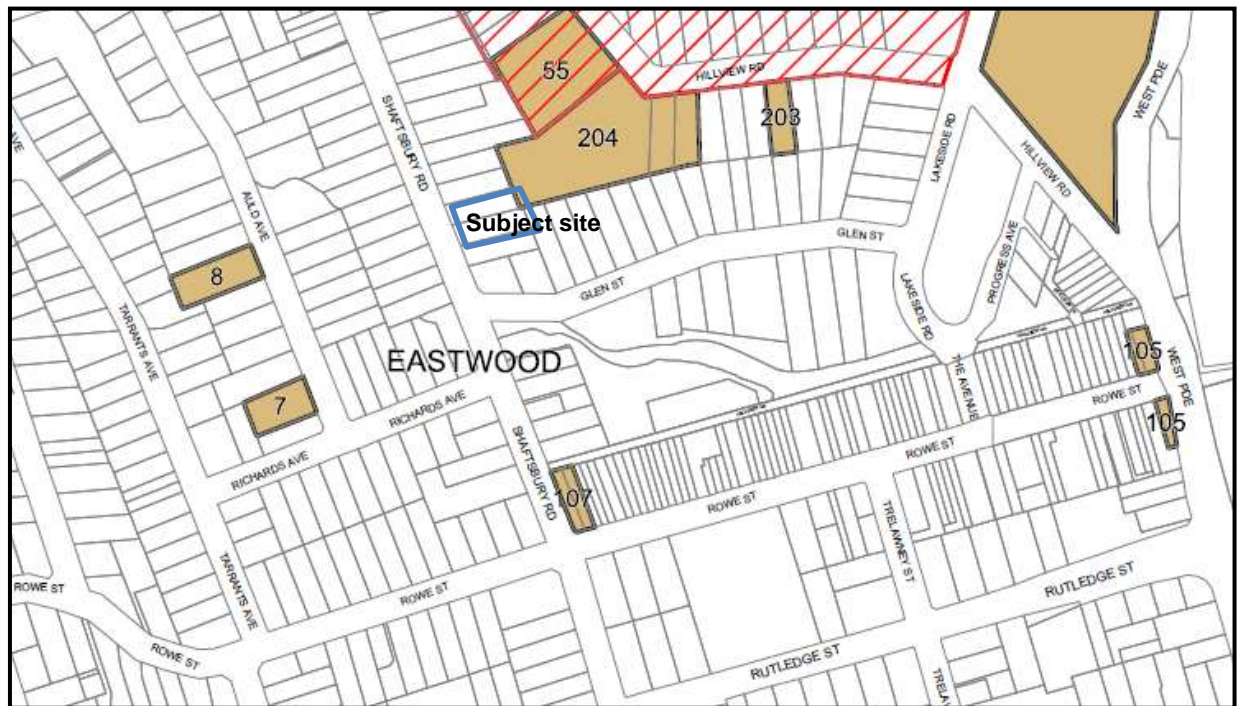 55
HILLVIEW RD
WEST PDE
204
203
SHAFTSBURY RD
LAKESIDE RD
HILLVIEW RD
AVE
AVE
AULD AVE
Subject site
GLEN ST
PROGRESS AVE
8
GLEN ST
LAKESIDE RD
TARRANTS AVE
EASTWOOD
105
WEST PDE
THE AVENUE
ROWE ST
7
RICHARDS AVE
105
SHAFTSBURY RD
ROWE ST
RICHARDS AVE
107
ROWE ST
TRELAWNEY ST
TARRANTS AVE
ROWE ST
ROWE ST
RUTLEDGE ST
ROWE ST
RUTLEDGE ST
TRELAW